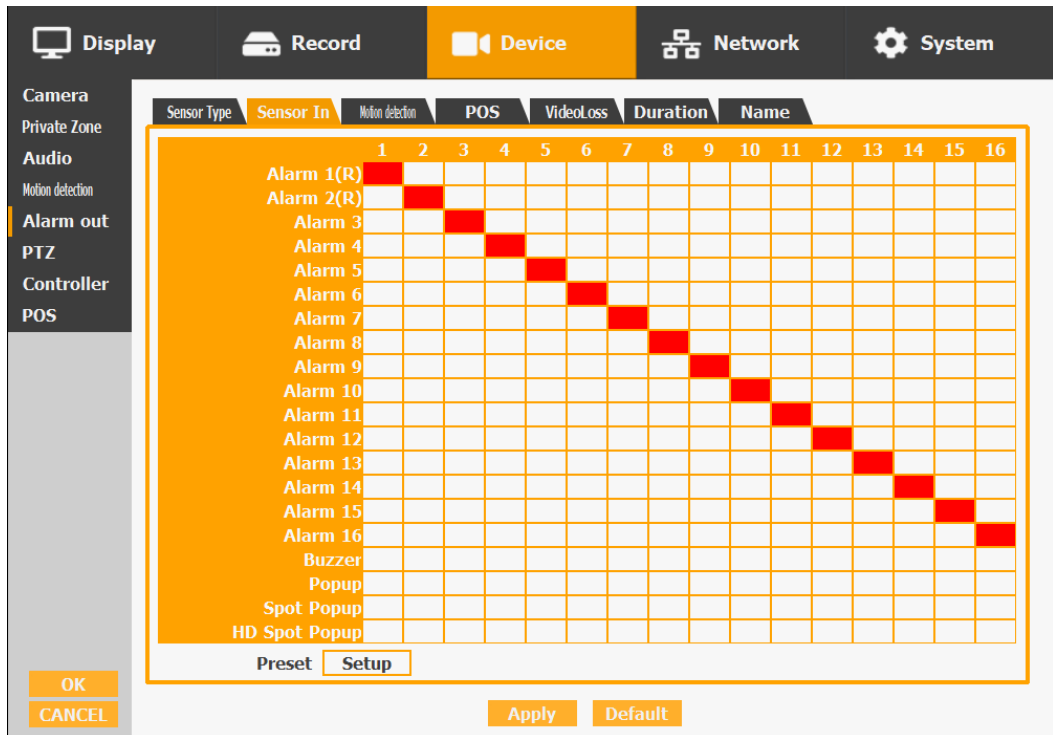 Display Record Device Network System
Camera
Private Zone
Audio
Motion detection
Alarm out
PTZ
Controller
POS
OK
CANCEL
Sensor Type Sensor In Motion detection POS VideoLoss Duration Name
1 2 3 4 5 6 7 8 9 10 11 12 13 14 15 16
Alarm 1(R)
Alarm 2(R)
Alarm 3
Alarm 4
Alarm 5
Alarm 6
Alarm 7
Alarm 8
Alarm 9
Alarm 10
Alarm 11
Alarm 12
Alarm 13
Alarm 14
Alarm 15
Alarm 16
Buzzer
Popup
Spot Popup
HD Spot Popup
Preset Setup
Apply Default